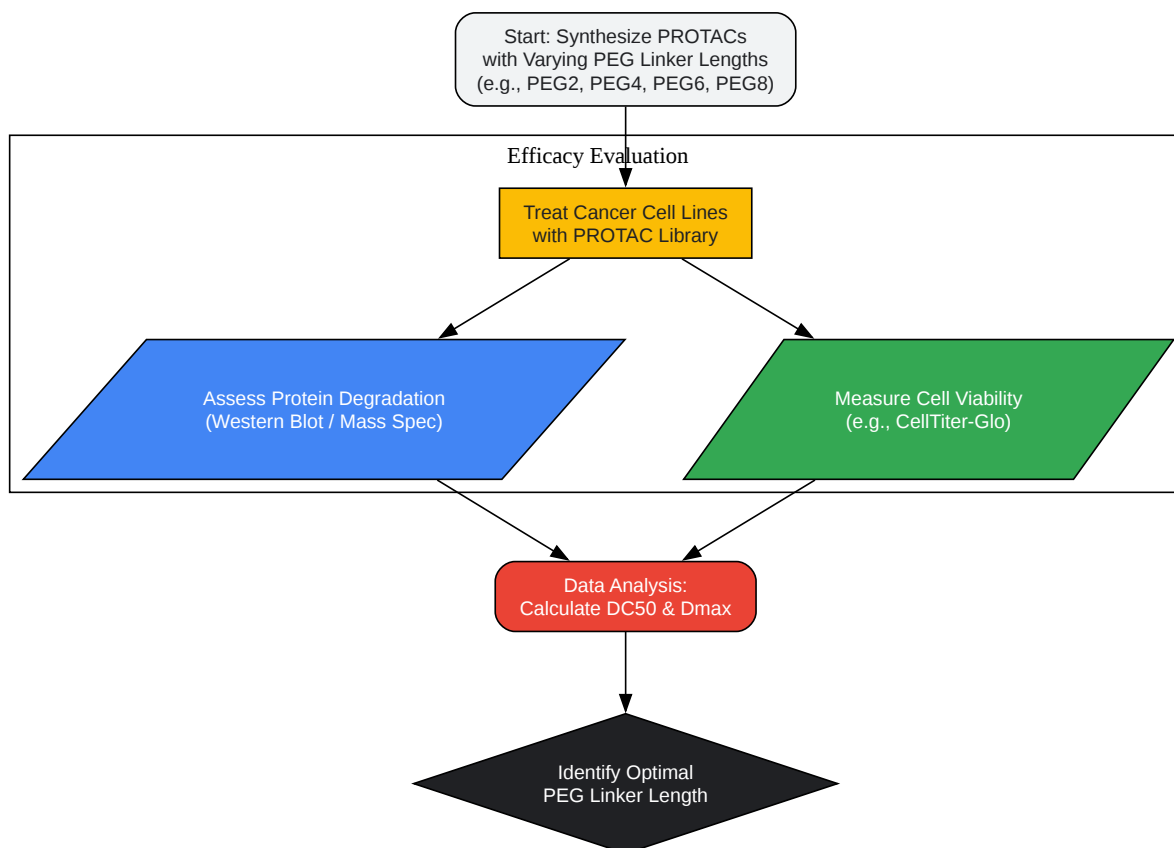 Start: Synthesize PROTACs
with Varying PEG Linker Lengths
(e.g., PEG2, PEG4, PEG6, PEG8)
Efficacy Evaluation
Treat Cancer Cell Lines
with PROTAC Library
Assess Protein Degradation
(Western Blot / Mass Spec)
Measure Cell Viability
(e.g., CellTiter-Glo)
Data Analysis:
Calculate DC50 & Dmax
Identify Optimal
PEG Linker Length